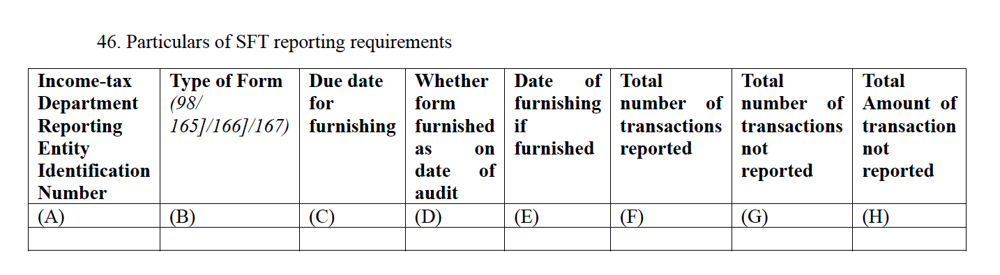 46. Particulars of SFT reporting requirements
Income-tax Department Reporting Entity Identification Number
Type of Form (98/ 165]/166]/167)
Due date for furnishing
Whether form furnished as on date of audit
Date of furnishing if furnished
Total number of transactions reported
Total number of transactions not reported
Total Amount of transaction not reported
(A) (B) (C) (D) (E) (F) (G) (H)